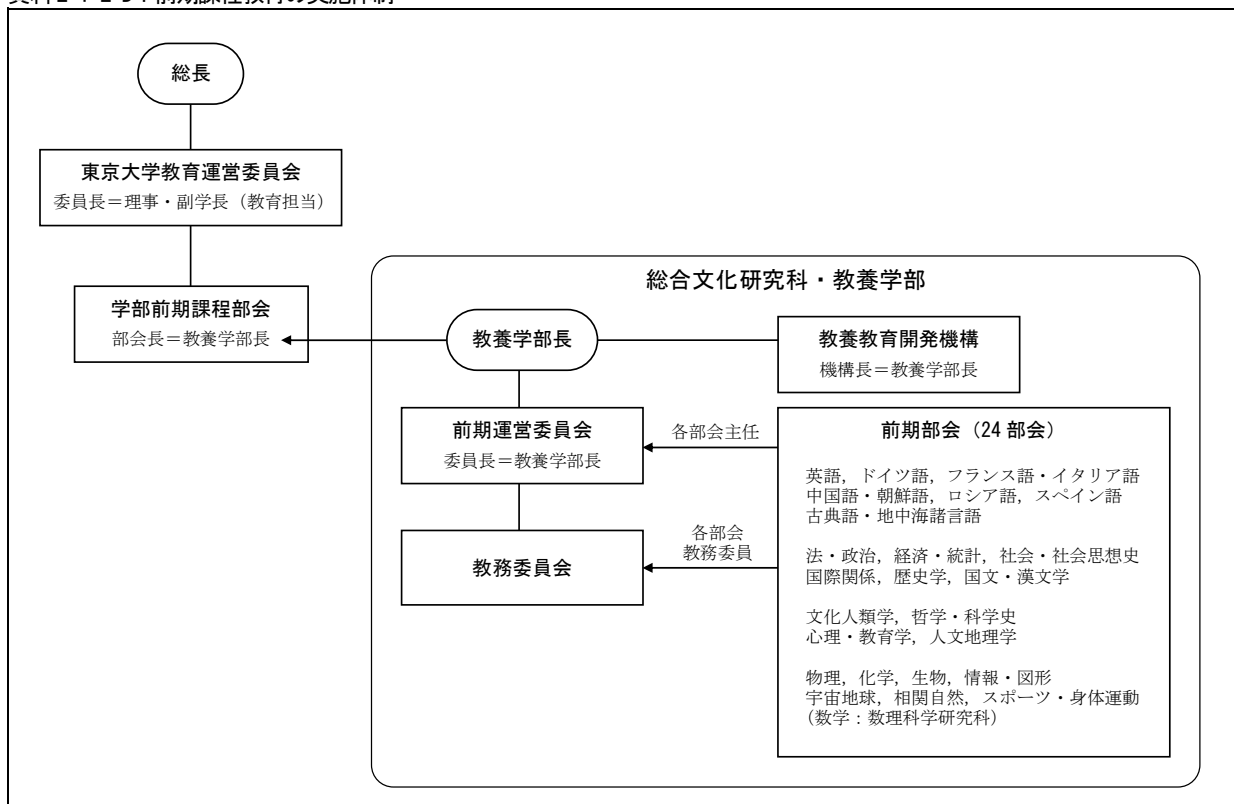 総長
東京大学教育運営委員会
委員長＝理事・副学長（教育担当）
学部前期課程部会
部会長＝教養学部長
総合文化研究科・教養学部
教養学部長
教養教育開発機構
機構長＝教養学部長
前期運営委員会
委員長＝教養学部長
各部会主任
教務委員会
各部会
教務委員
前期部会（24 部会）
英語，ドイツ語，フランス語・イタリア語
中国語・朝鮮語，ロシア語，スペイン語
古典語・地中海諸言語
法・政治，経済・統計，社会・社会思想史
国際関係，歴史学，国文・漢文学
文化人類学，哲学・科学史
心理・教育学，人文地理学
物理，化学，生物，情報・図形
宇宙地球，相関自然，スポーツ・身体運動
（数学：数理科学研究科）